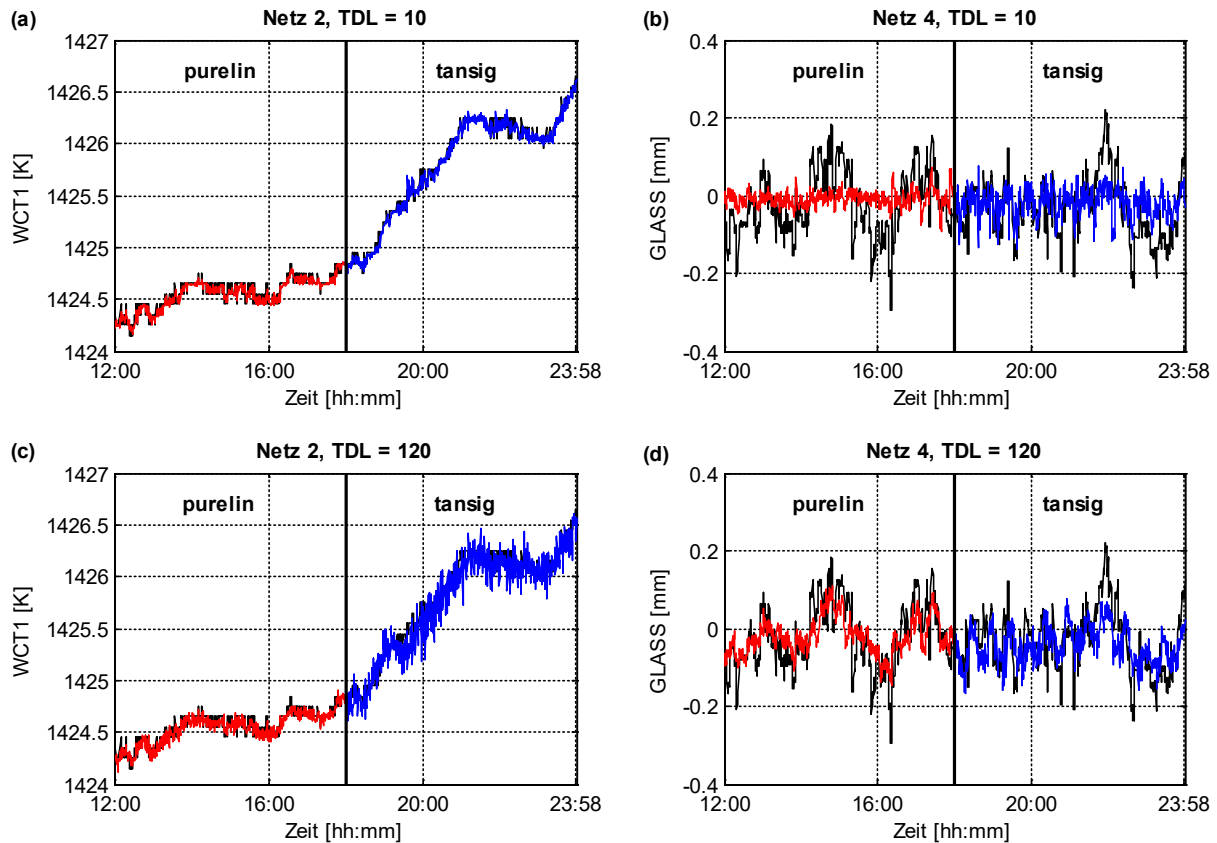 (a)
Netz 2, TDL = 10
1427
1426.5
1426
1425.5
1425
1424.5
1424
WCT1 [K]
purelin
tansig
12:00
16:00
20:00
23:58
Zeit [hh:mm]
(b)
Netz 4, TDL = 10
0.4
0.2
0
-0.2
-0.4
GLASS [mm]
purelin
tansig
12:00
16:00
20:00
23:58
Zeit [hh:mm]
(c)
Netz 2, TDL = 120
1427
1426.5
1426
1425.5
1425
1424.5
1424
WCT1 [K]
purelin
tansig
12:00
16:00
20:00
23:58
Zeit [hh:mm]
(d)
Netz 4, TDL = 120
0.4
0.2
0
-0.2
-0.4
GLASS [mm]
purelin
tansig
12:00
16:00
20:00
23:58
Zeit [hh:mm]